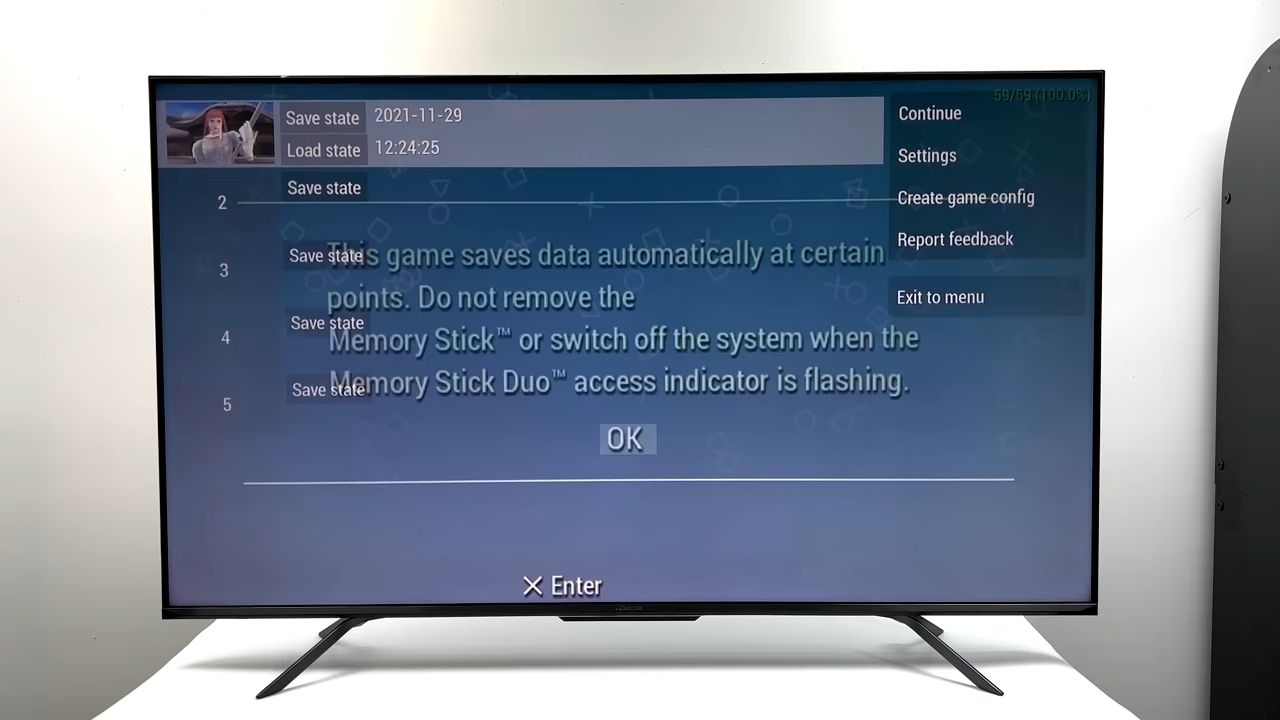 59/59 (100.0%)
Save state 2021-11-29
Load state 12:24:25
Continue
Settings
Create game config
Report feedback
Exit to menu
2 Save state
3 Save state
4 Save state
5 Save state
This game saves data automatically at certain
points. Do not remove the
Memory Stick™ or switch off the system when the
Memory Stick Duo™ access indicator is flashing.
OK
X Enter